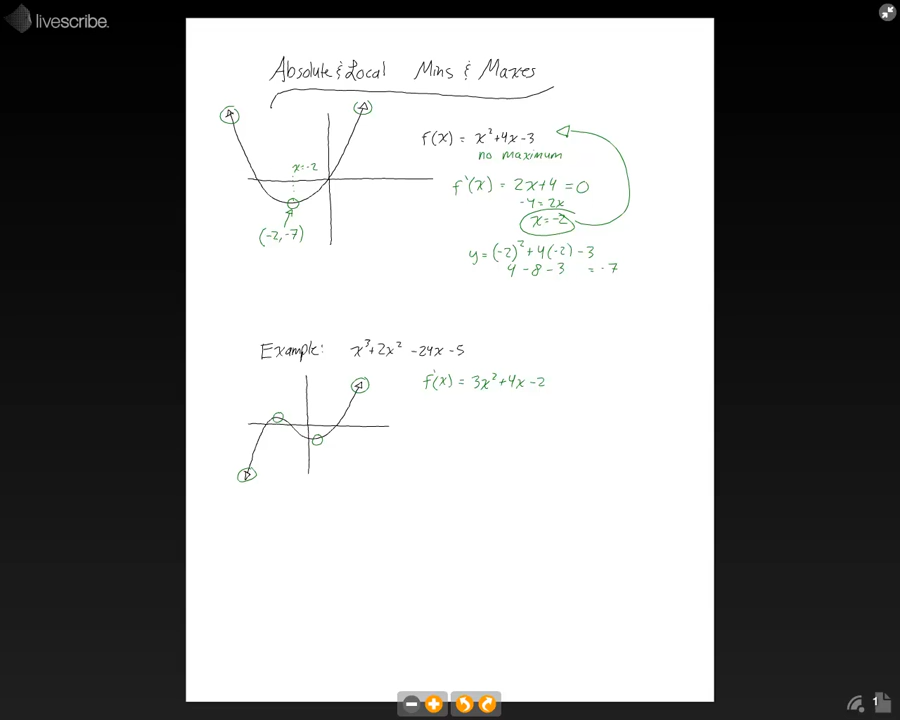 livescribe.
Absolute & Local Mins & Maxes
f(x) = x²+4x-3
no maximum
x=-2
f'(x) = 2x+4 =0
-4=2x
x=-2
(-2,-7)
y=(-2)²+4(-2)-3
4-8-3 =-7
Example: x³+2x²-24x-5
f'(x) = 3x²+4x-2
1